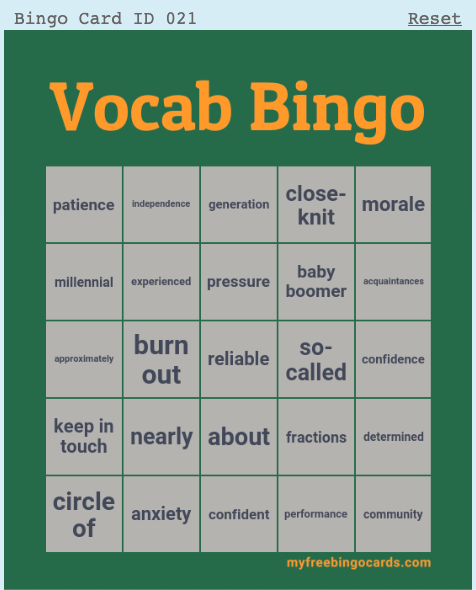 Bingo Card ID 021 Reset
Vocab Bingo
patience independence generation close- morale
knit
millennial experienced pressure baby acquaintances
boomer
approximately burn reliable so- confidence
out called
keep in nearly about fractions determined
touch
circle anxiety confident performance community
of
myfreebingocards.com